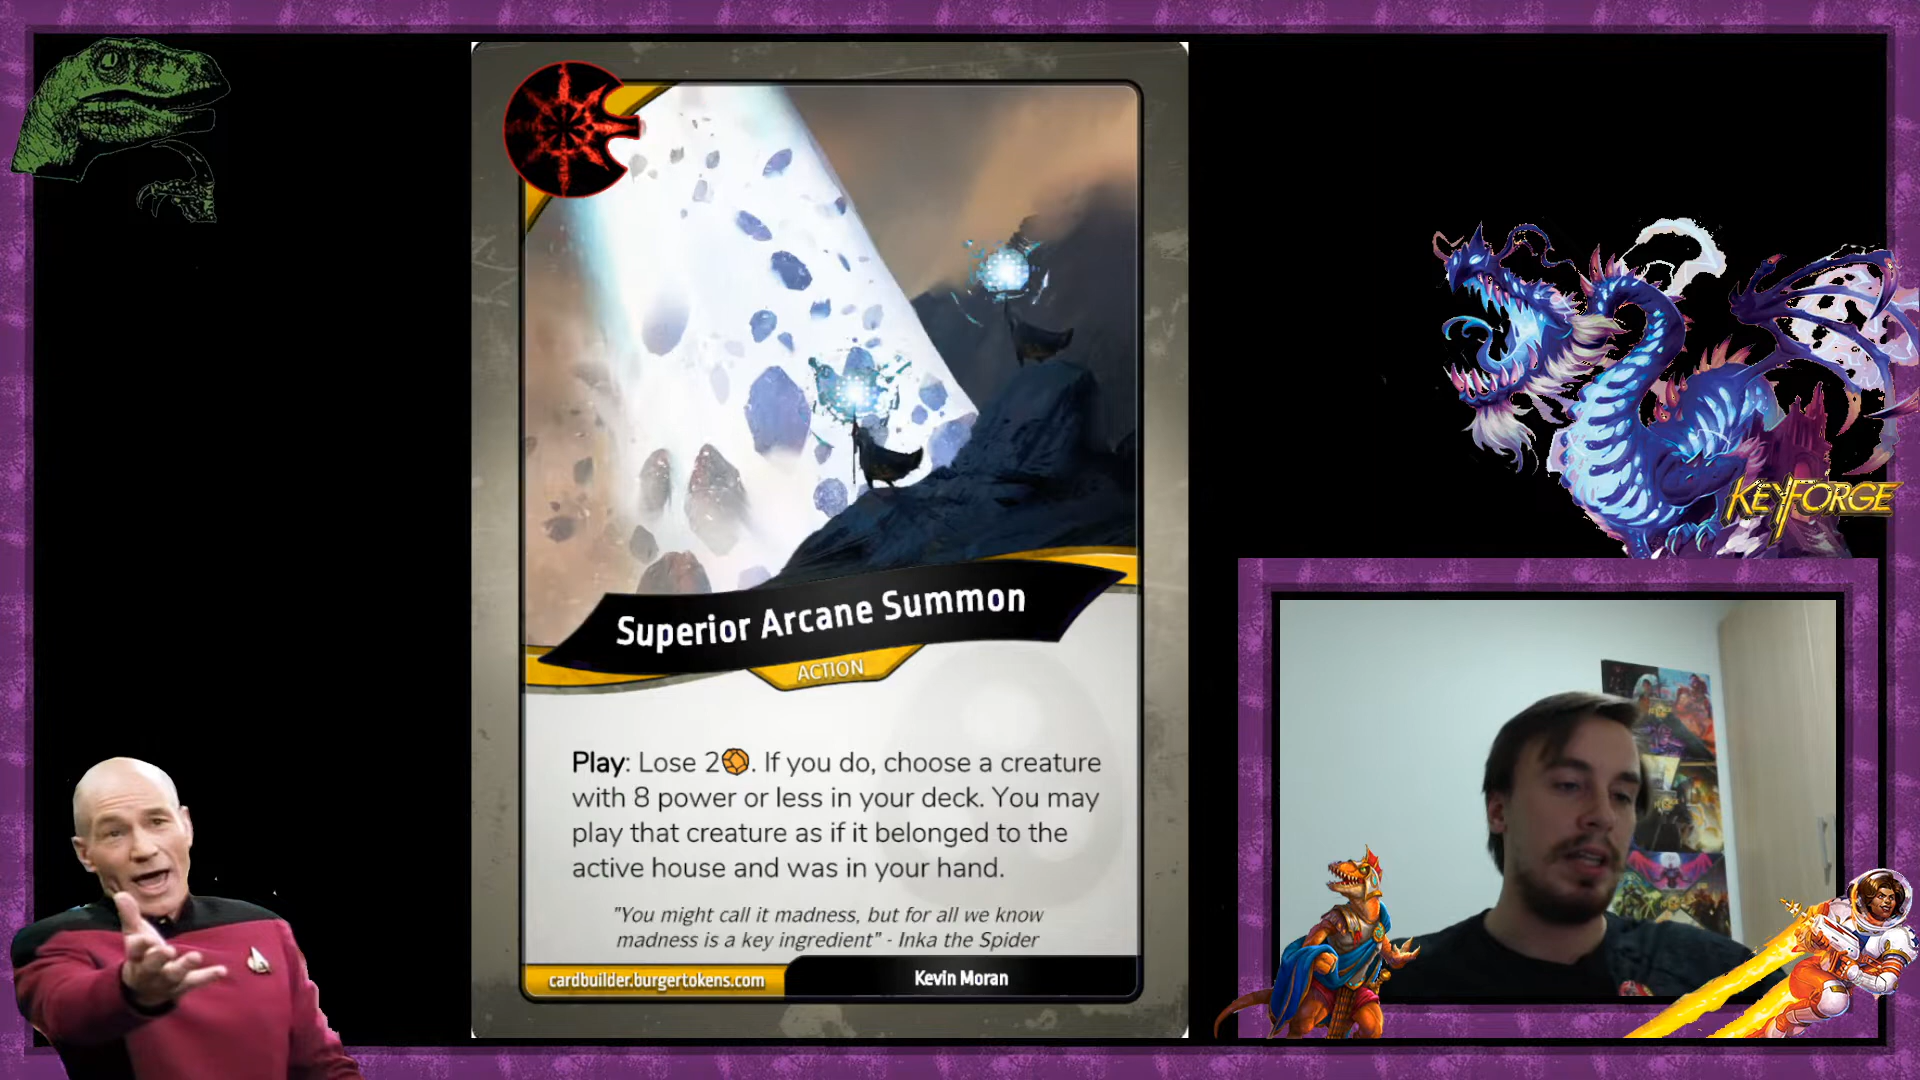 Superior Arcane Summon
ACTION
Play: Lose 2. If you do, choose a creature
with 8 power or less in your deck. You may
play that creature as if it belonged to the
active house and was in your hand.
"You might call it madness, but for all we know
madness is a key ingredient" - Inka the Spider
cardbuilder.burgertokens.com
Kevin Moran
KEYFORGE